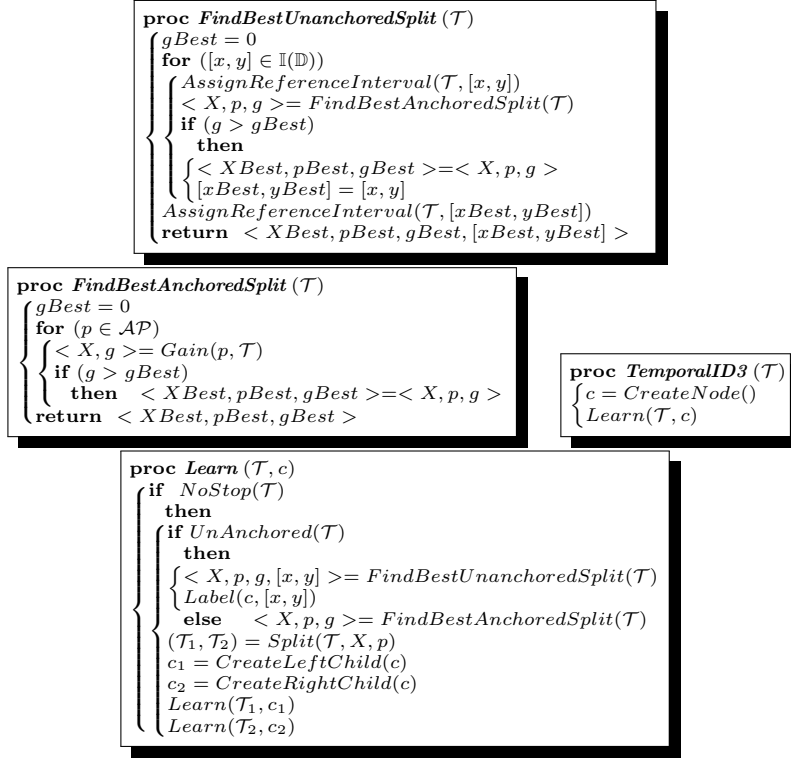 proc FindBestUnanchoredSplit (𝒯)
gBest = 0
for ([x, y] ∈ 𝕀(𝔻))
AssignReferenceInterval(𝒯, [x, y])
< X, p, g >= FindBestAnchoredSplit(𝒯)
if (g > gBest)
then
< XBest, pBest, gBest >=< X, p, g >
[xBest, yBest] = [x, y]
AssignReferenceInterval(𝒯, [xBest, yBest])
return < XBest, pBest, gBest, [xBest, yBest] >
proc FindBestAnchoredSplit (𝒯)
gBest = 0
for (p ∈ 𝒜𝒫)
< X, g >= Gain(p, 𝒯)
if (g > gBest)
then < XBest, pBest, gBest >=< X, p, g >
return < XBest, pBest, gBest >
proc TemporalID3 (𝒯)
c = CreateNode()
Learn(𝒯, c)
proc Learn (𝒯, c)
if NoStop(𝒯)
then
if UnAnchored(𝒯)
then
< X, p, g, [x, y] >= FindBestUnanchoredSplit(𝒯)
Label(c, [x, y])
else < X, p, g >= FindBestAnchoredSplit(𝒯)
(𝒯₁, 𝒯₂) = Split(𝒯, X, p)
c₁ = CreateLeftChild(c)
c₂ = CreateRightChild(c)
Learn(𝒯₁, c₁)
Learn(𝒯₂, c₂)